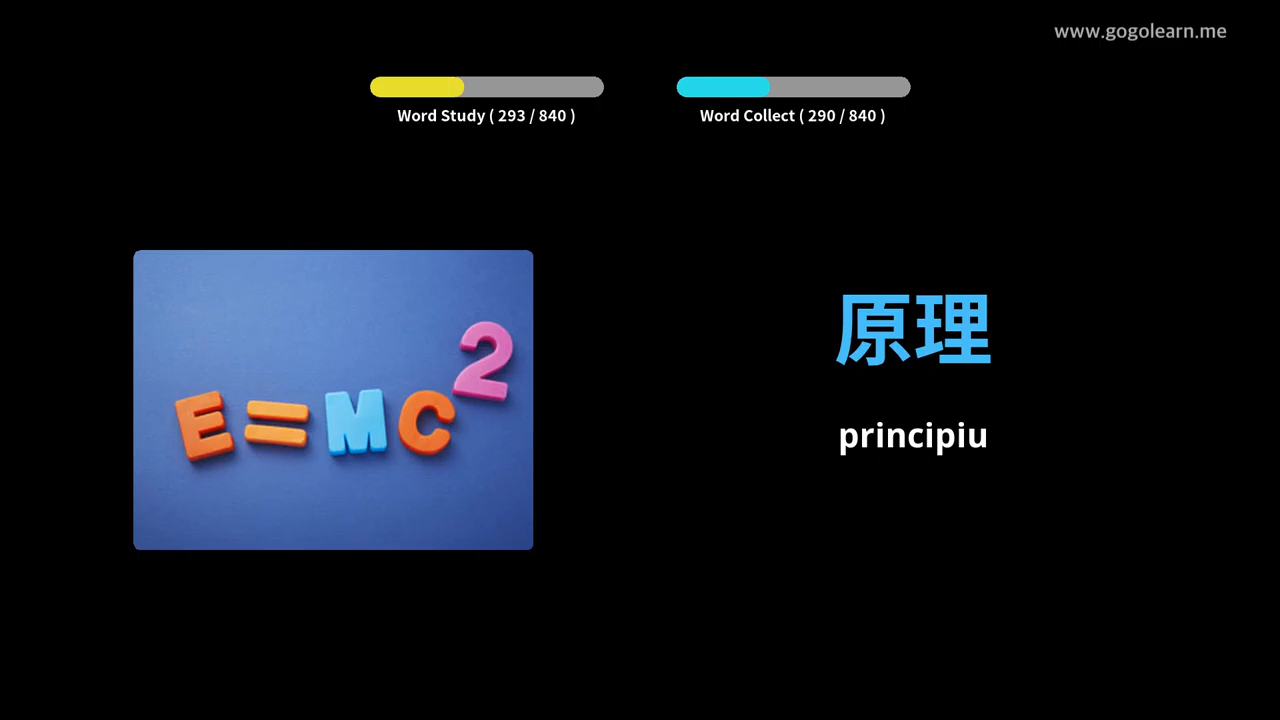 www.gogolearn.me
Word Study ( 293 / 840 )
Word Collect ( 290 / 840 )
E=MC²
原理
principiu